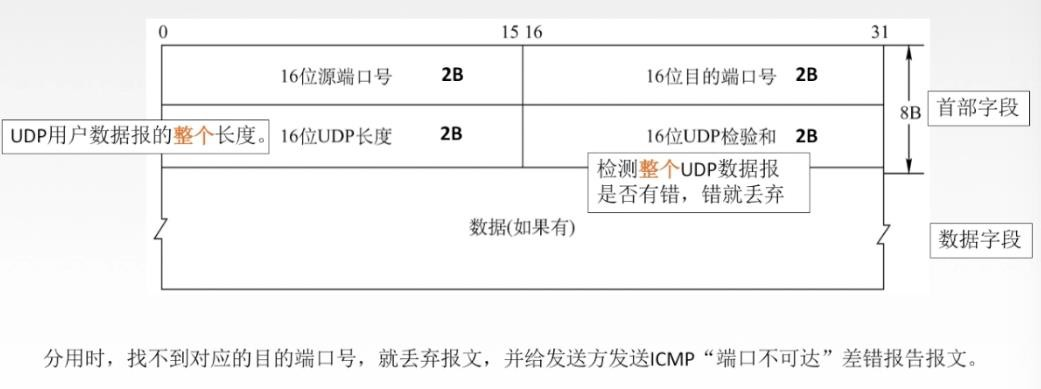 0 15 16 31
16位源端口号 2B 16位目的端口号 2B
8B 首部字段
UDP用户数据报的整个长度。 16位UDP长度 2B 16位UDP检验和 2B
检测整个UDP数据报
是否有错，错就丢弃
数据(如果有)
数据字段
分用时，找不到对应的目的端口号，就丢弃报文，并给发送方发送ICMP“端口不可达”差错报告报文。